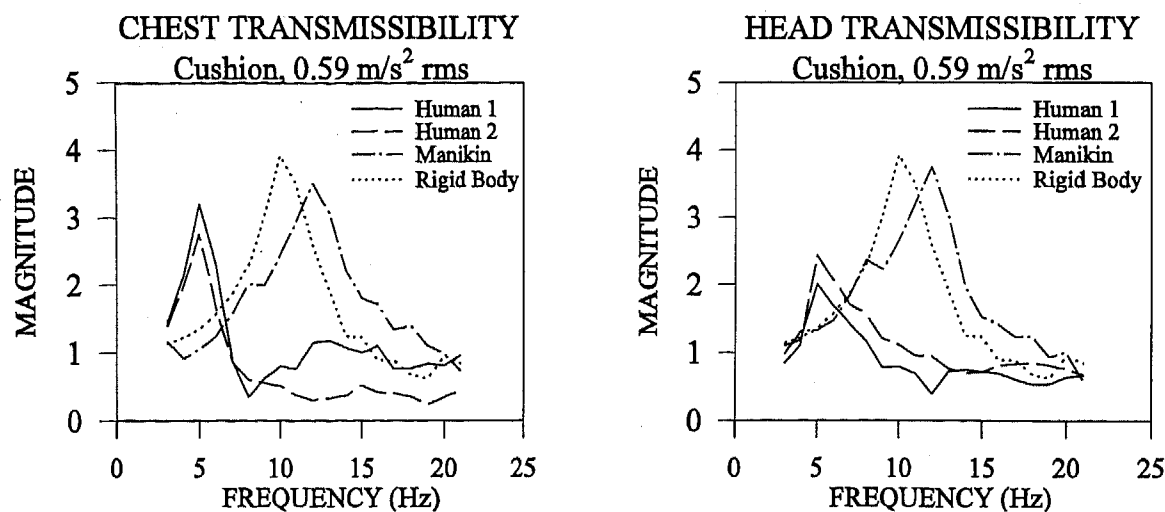 CHEST TRANSMISSIBILITY
Cushion, 0.59 m/s² rms
5
4
3
2
1
0
MAGNITUDE
Human 1
Human 2
Manikin
Rigid Body
0 5 10 15 20 25
FREQUENCY (Hz)
HEAD TRANSMISSIBILITY
Cushion, 0.59 m/s² rms
5
4
3
2
1
0
MAGNITUDE
Human 1
Human 2
Manikin
Rigid Body
0 5 10 15 20 25
FREQUENCY (Hz)